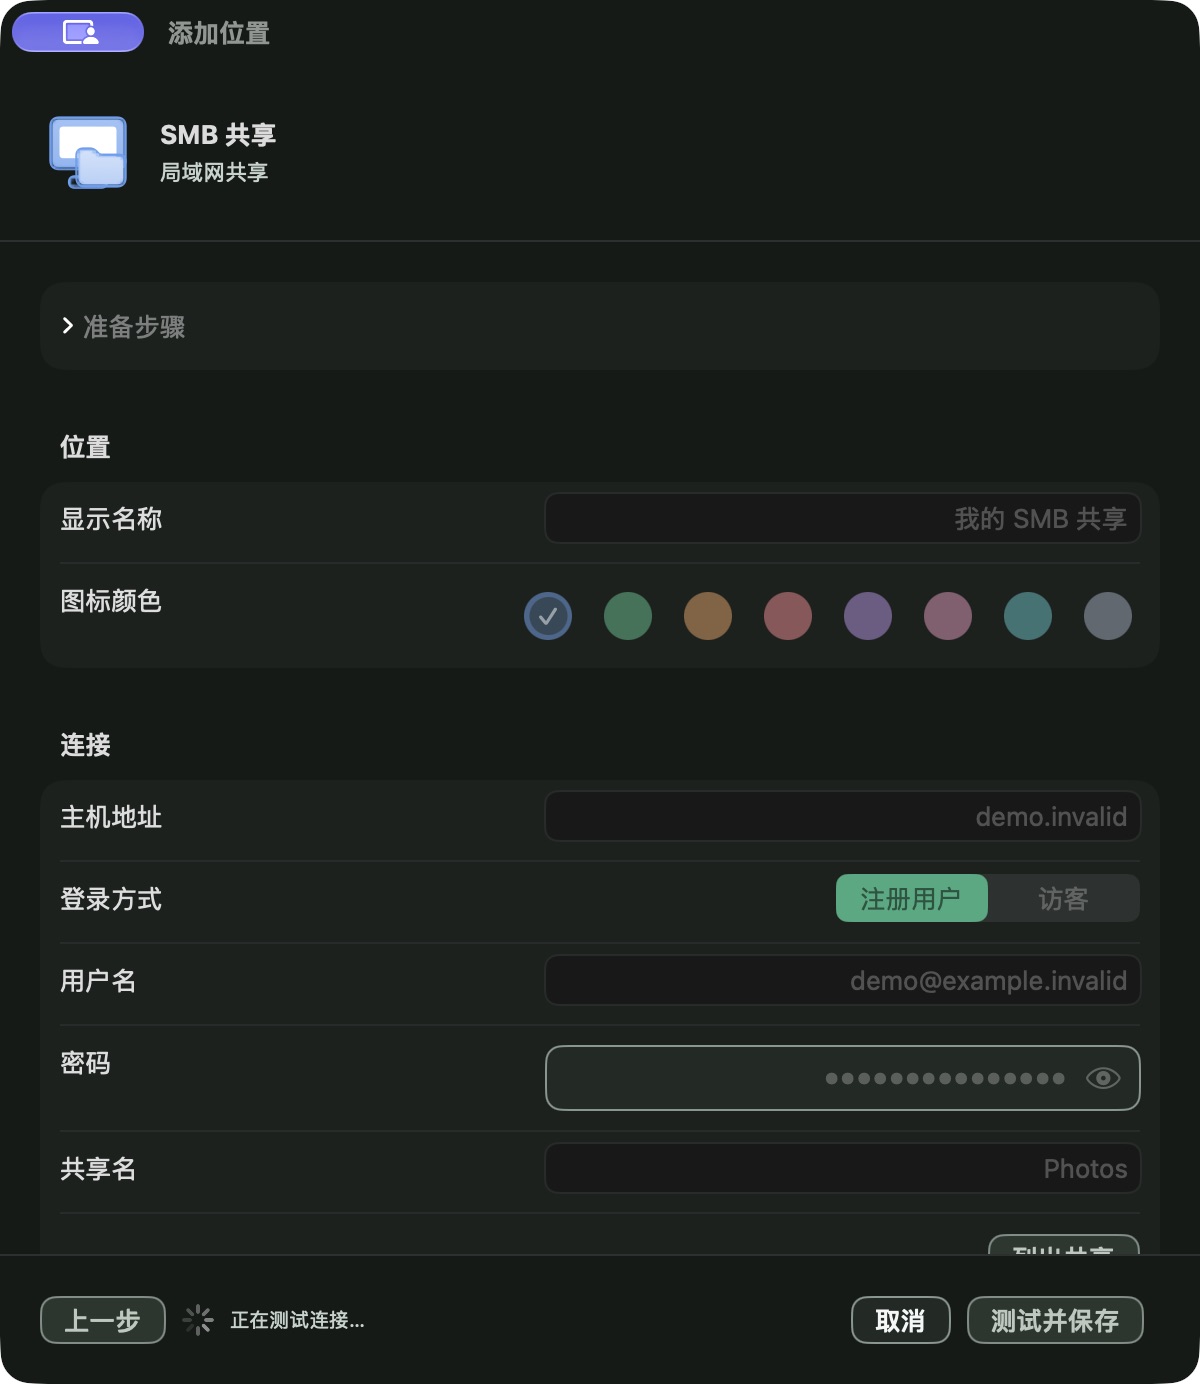 添加位置
SMB 共享
局域网共享
准备步骤
位置
显示名称
我的 SMB 共享
图标颜色
连接
主机地址
demo.invalid
登录方式
注册用户
访客
用户名
demo@example.invalid
密码
共享名
Photos
列出共享
上一步
正在测试连接...
取消
测试并保存